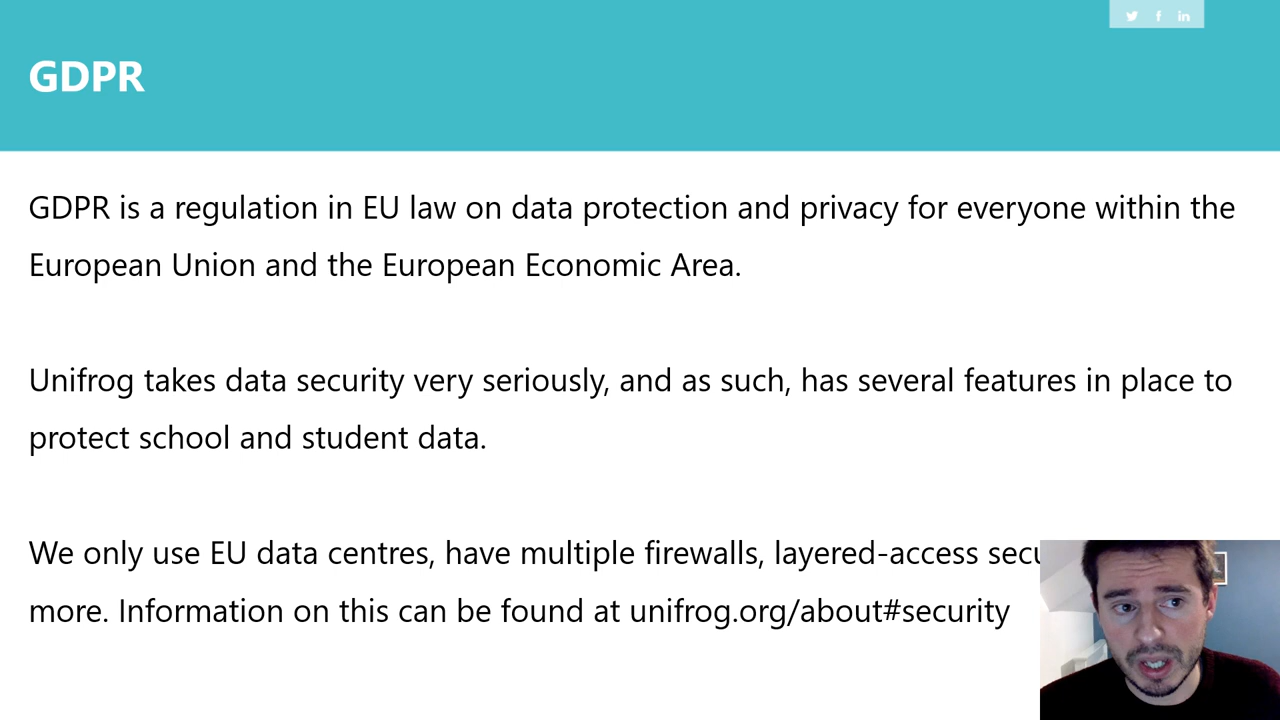 GDPR
GDPR is a regulation in EU law on data protection and privacy for everyone within the
European Union and the European Economic Area.
Unifrog takes data security very seriously, and as such, has several features in place to
protect school and student data.
We only use EU data centres, have multiple firewalls, layered-access
more. Information on this can be found at unifrog.org/about#security